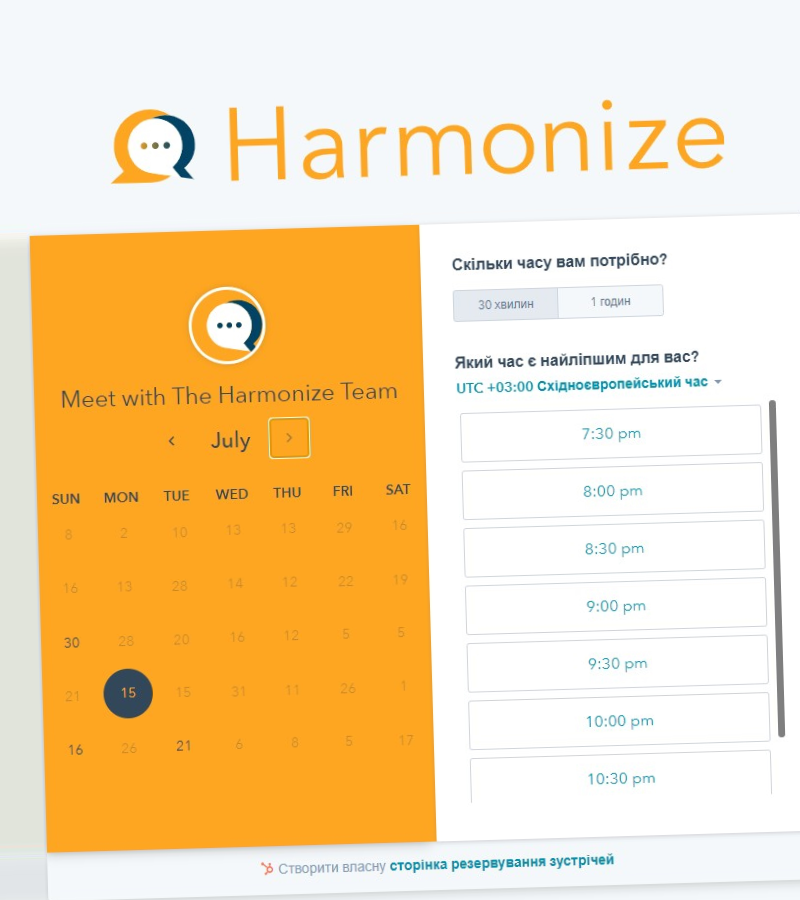 Harmonize
Meet with The Harmonize Team
July
SUN MON TUE WED THU FRI SAT
8 2 10 13 13 29 16
16 13 28 14 12 22 19
30 28 20 16 12 5 5
21 15 15 31 11 26 1
16 26 21 6 8 5 17
Скільки часу вам потрібно?
30 хвилин 1 годин
Який час є найліпшим для вас?
UTC +03:00 Східноєвропейський час
7:30 pm
8:00 pm
8:30 pm
9:00 pm
9:30 pm
10:00 pm
10:30 pm
Створити власну сторінка резервування зустрічей